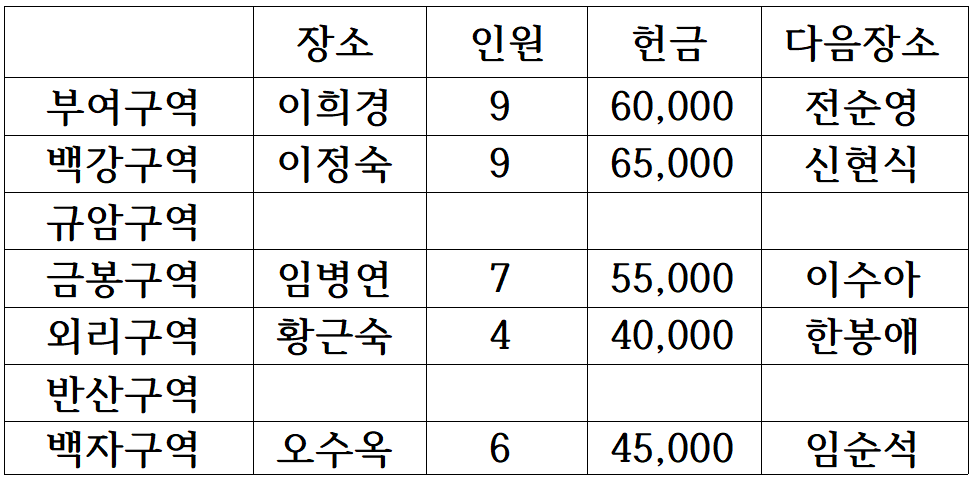 장소 인원 헌금 다음장소
부여구역 이희경 9 60,000 전순영
백강구역 이정숙 9 65,000 신현식
규암구역
금봉구역 임병연 7 55,000 이수아
외리구역 황근숙 4 40,000 한봉애
반산구역
백자구역 오수옥 6 45,000 임순석